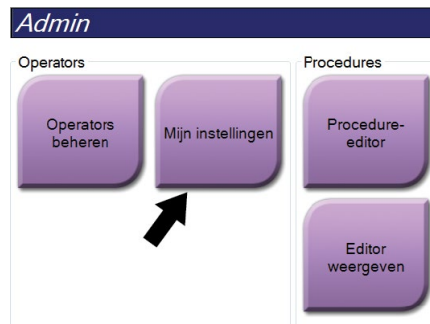 Admin
Operators
Procedures
Operators
beheren
Mijn instellingen
Procedure-
editor
Editor
weergeven